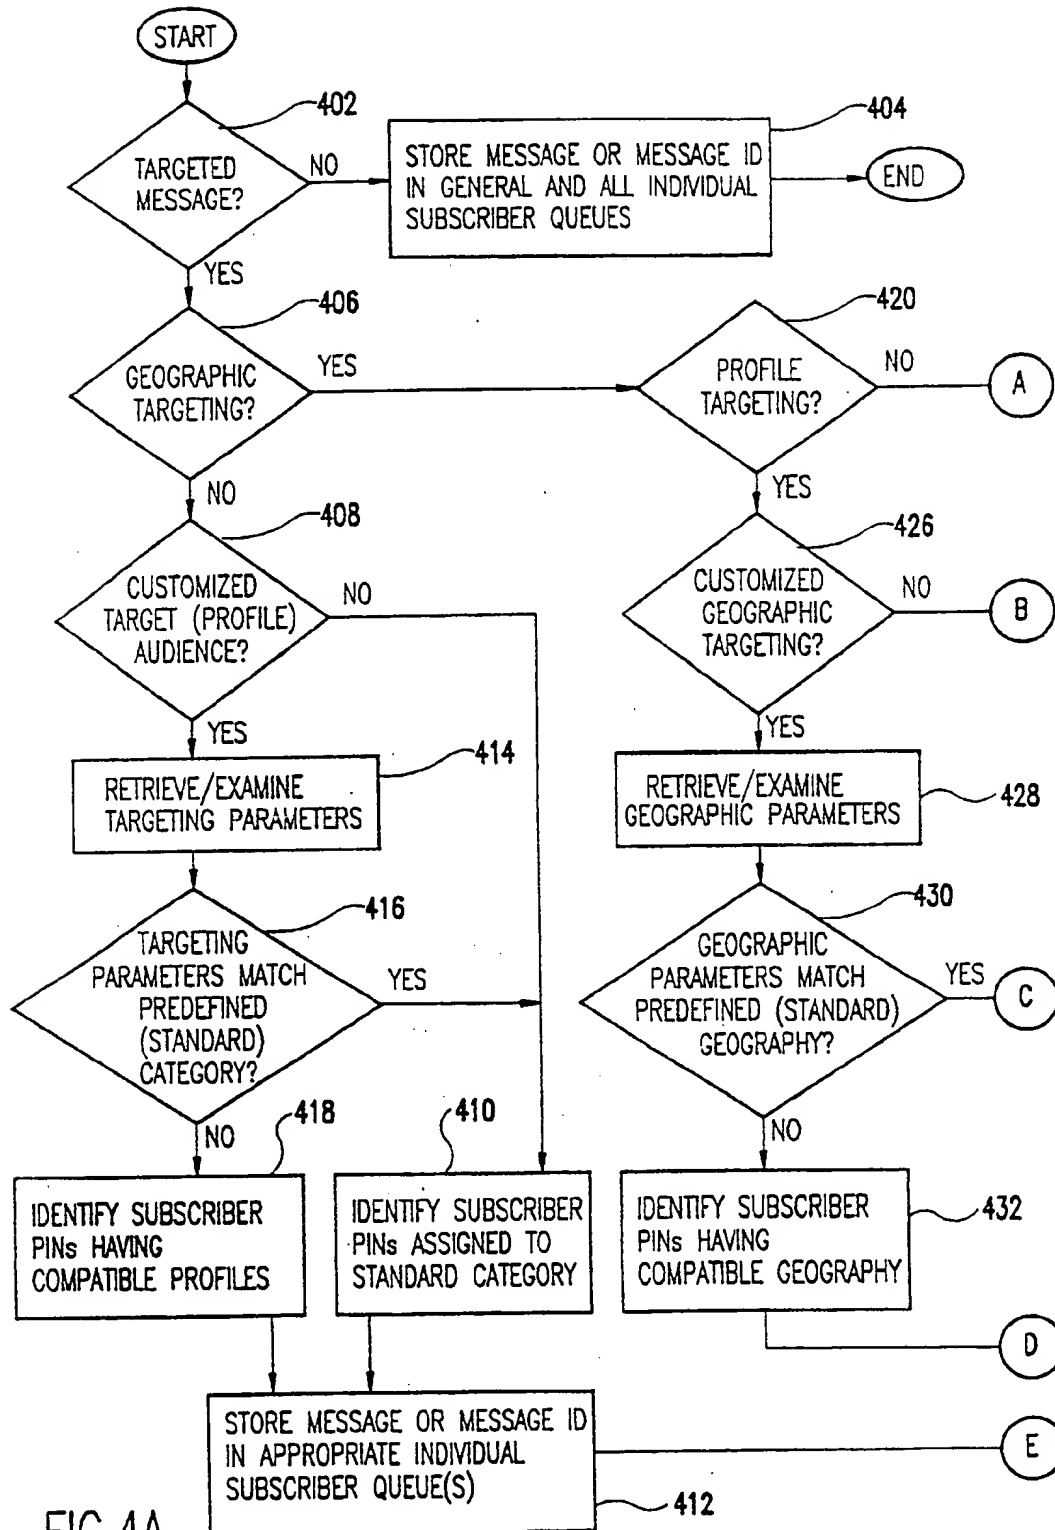 START
402
TARGETED
MESSAGE?
NO
404
STORE MESSAGE OR MESSAGE ID
IN GENERAL AND ALL INDIVIDUAL
SUBSCRIBER QUEUES
END
YES
406
GEOGRAPHIC
TARGETING?
YES
420
PROFILE
TARGETING?
NO
A
NO
408
CUSTOMIZED
TARGET (PROFILE)
AUDIENCE?
NO
YES
426
CUSTOMIZED
GEOGRAPHIC
TARGETING?
NO
B
YES
414
RETRIEVE/EXAMINE
TARGETING PARAMETERS
YES
RETRIEVE/EXAMINE
GEOGRAPHIC PARAMETERS
428
416
TARGETING
PARAMETERS MATCH
PREDEFINED
(STANDARD)
CATEGORY?
YES
430
GEOGRAPHIC
PARAMETERS MATCH
PREDEFINED (STANDARD)
GEOGRAPHY?
YES
C
NO
418
IDENTIFY SUBSCRIBER
PINs HAVING
COMPATIBLE PROFILES
410
IDENTIFY SUBSCRIBER
PINs ASSIGNED TO
STANDARD CATEGORY
NO
IDENTIFY SUBSCRIBER
PINs HAVING
COMPATIBLE GEOGRAPHY
432
D
STORE MESSAGE OR MESSAGE ID
IN APPROPRIATE INDIVIDUAL
SUBSCRIBER QUEUE(S)
E
412
FIG.4A